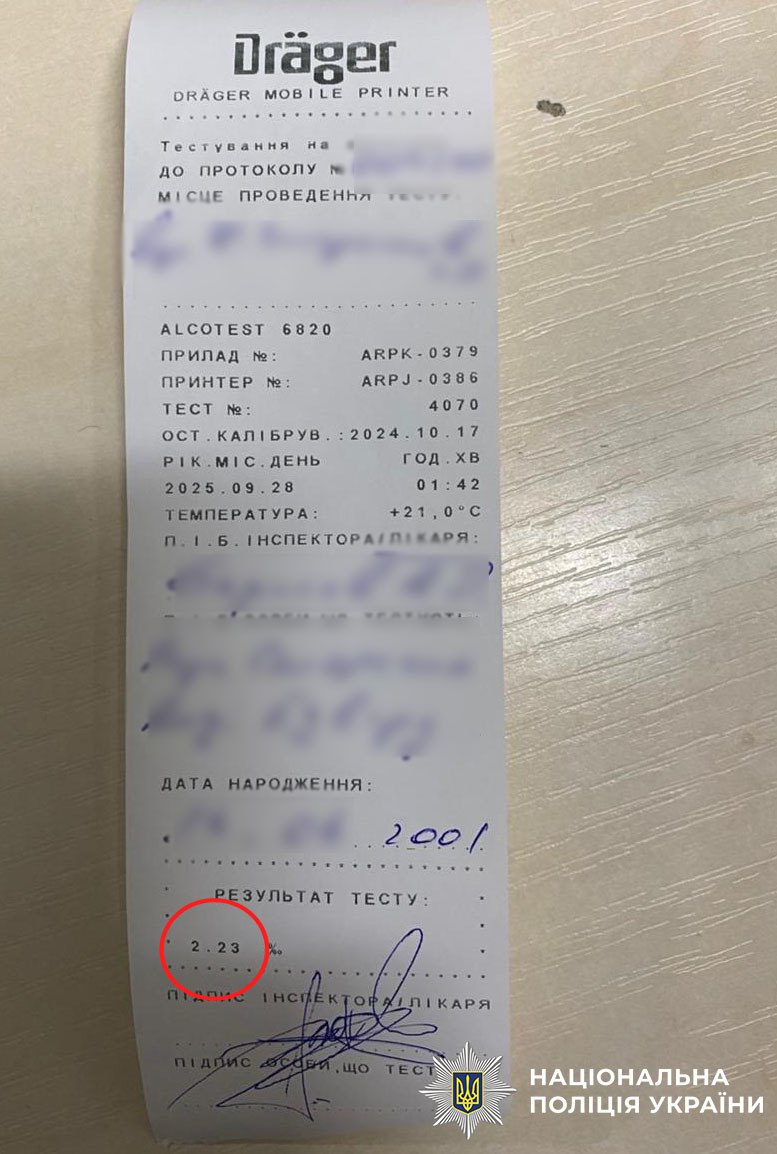 Dräger
DRÄGER MOBILE PRINTER
Тестування на
ДО ПРОТОКОЛУ №
МІСЦЕ ПРОВЕДЕННЯ ТЕСТУ:
ALCOTEST 6820
ПРИЛАД №: ARPK-0379
ПРИНТЕР №: ARPJ-0386
ТЕСТ №: 4070
ОСТ.КАЛІБРУВ.:2024.10.17
РІК.МІС.ДЕНЬ ГОД.ХВ
2025.09.28 01:42
ТЕМПЕРАТУРА: +21,0°C
П.І.Б.ІНСПЕКТОРА/ЛІКАРЯ:
ДАТА НАРОДЖЕННЯ:
2001
РЕЗУЛЬТАТ ТЕСТУ:
2.23 ‰
ПІДПИС ІНСПЕКТОРА/ЛІКАРЯ
ПІДПИС ОСОБИ,ЩО ТЕСТ
НАЦІОНАЛЬНА
ПОЛІЦІЯ УКРАЇНИ